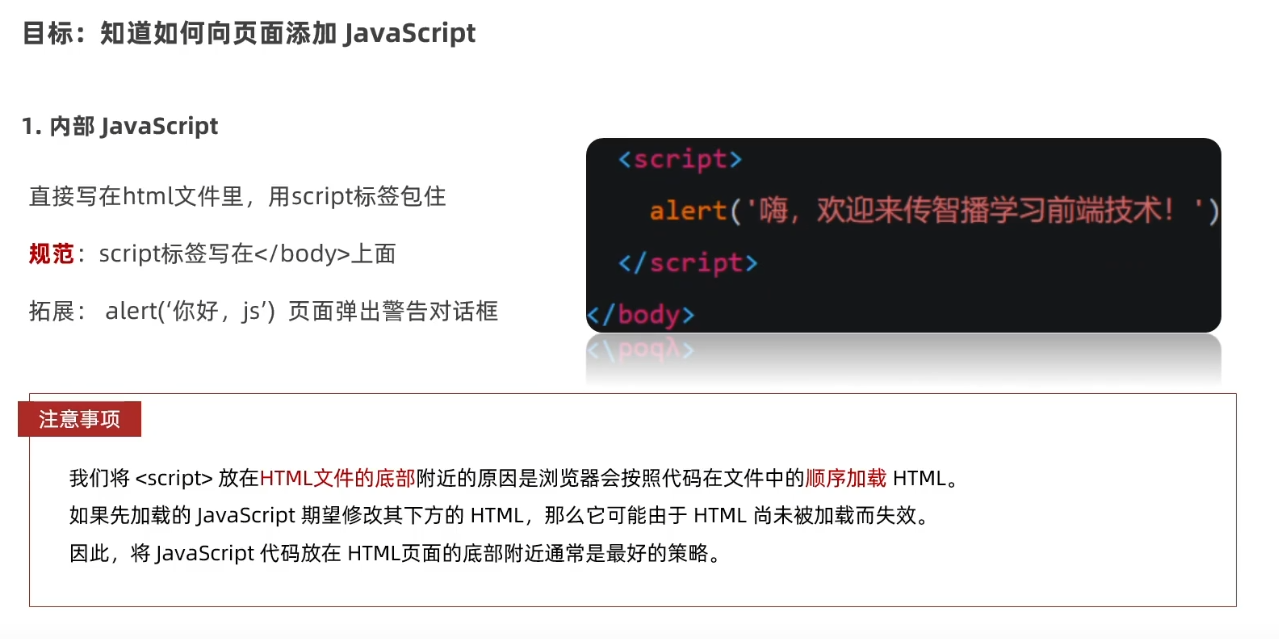 目标：知道如何向页面添加 JavaScript
1. 内部 JavaScript
直接写在html文件里，用script标签包住
规范：script标签写在</body>上面
拓展： alert(‘你好，js’) 页面弹出警告对话框
<script>
alert('嗨，欢迎来传智播学习前端技术！')
</script>
</body>
注意事项
我们将 <script> 放在HTML文件的底部附近的原因是浏览器会按照代码在文件中的顺序加载 HTML。
如果先加载的 JavaScript 期望修改其下方的 HTML，那么它可能由于 HTML 尚未被加载而失效。
因此，将 JavaScript 代码放在 HTML页面的底部附近通常是最好的策略。